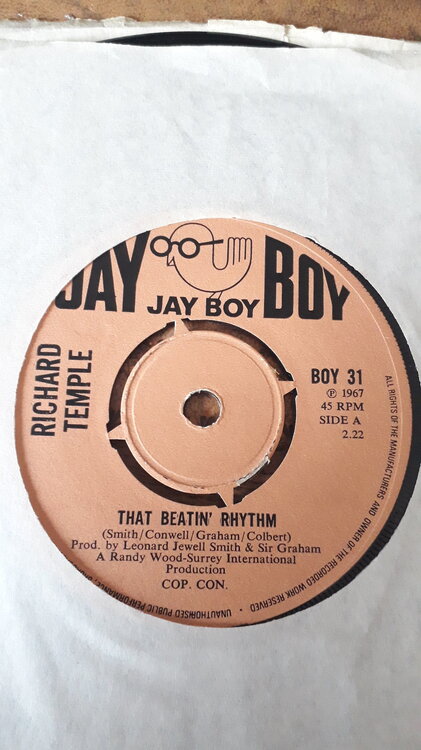 JAY BOY
JAY BOY
RICHARD
TEMPLE
BOY 31
℗ 1967
45 RPM
SIDE A
2.22
THAT BEATIN' RHYTHM
(Smith/Conwell/Graham/Colbert)
Prod. by Leonard Jewell Smith & Sir Graham
A Randy Wood-Surrey International
Production
COP. CON.
ALL RIGHTS OF THE MANUFACTURERS AND OWNER OF THE RECORDED WORK RESERVED • UNAUTHORISED PUBLIC PERFORMANCE